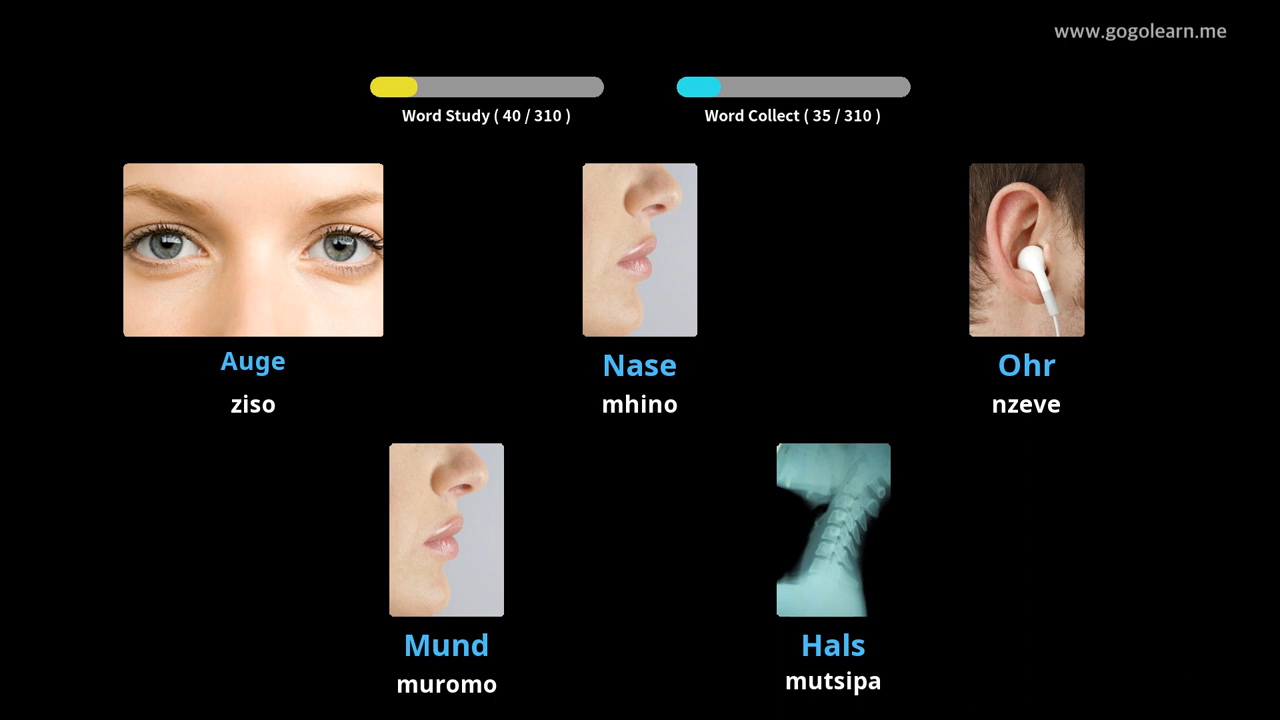 www.gogolearn.me
Word Study ( 40 / 310 )
Word Collect ( 35 / 310 )
Auge
ziso
Nase
mhino
Ohr
nzeve
Mund
muromo
Hals
mutsipa